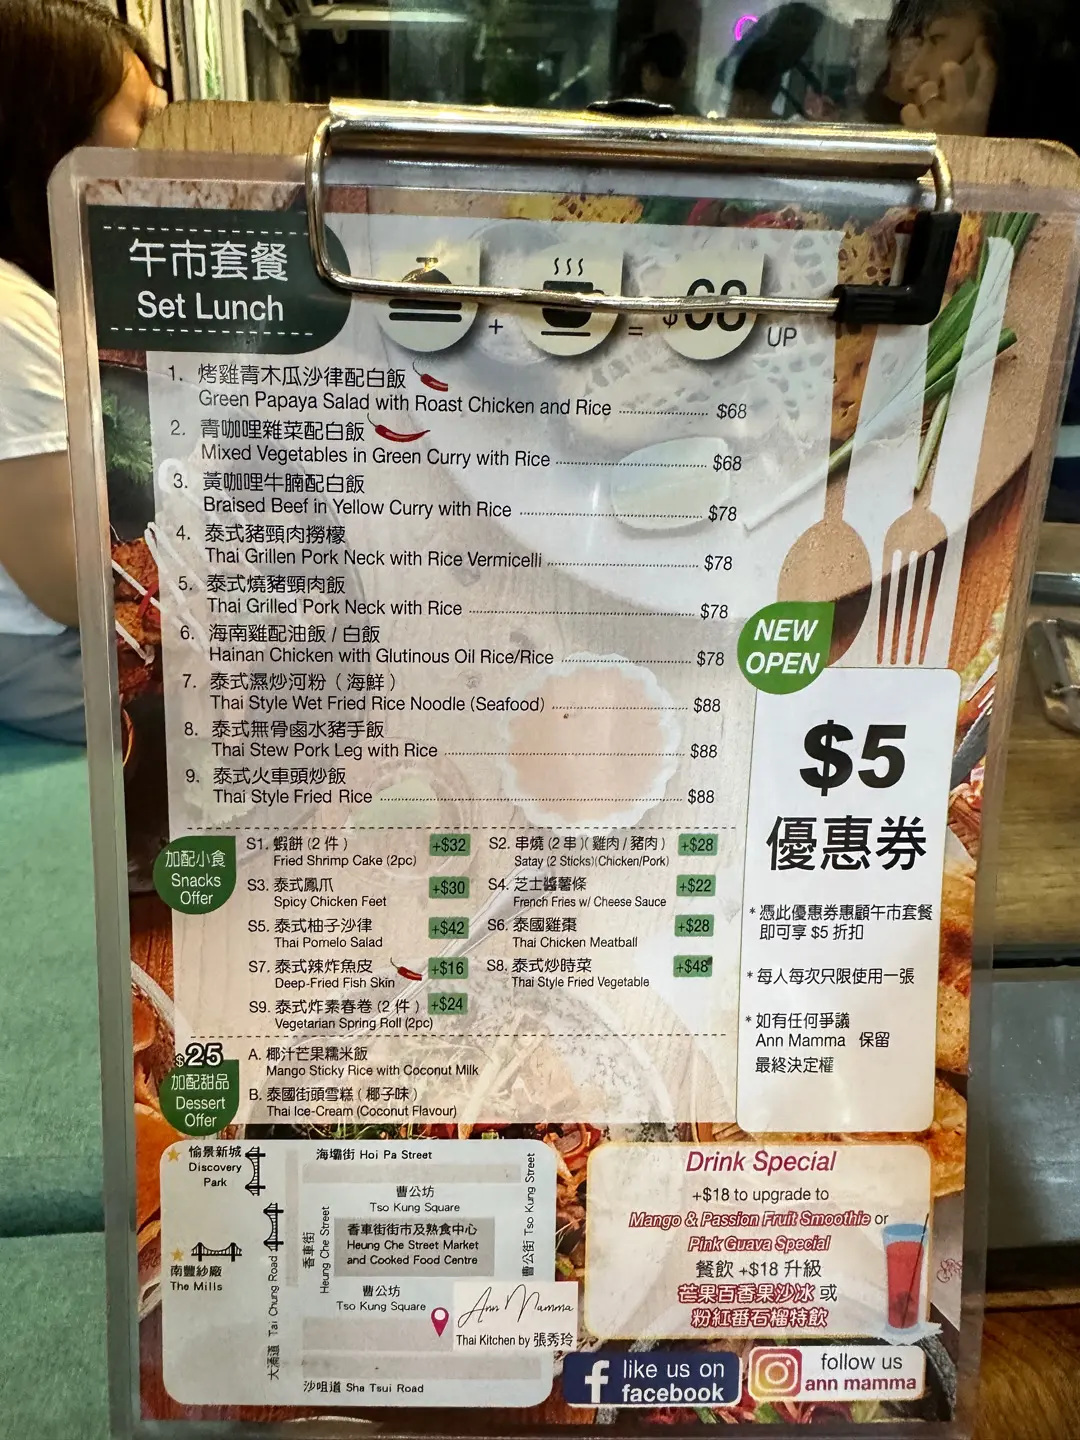 午市套餐
Set Lunch
+ = $68 UP
1. 烤雞青木瓜沙律配白飯
Green Papaya Salad with Roast Chicken and Rice ........ $68
2. 青咖哩雜菜配白飯
Mixed Vegetables in Green Curry with Rice ........ $68
3. 黃咖哩牛腩配白飯
Braised Beef in Yellow Curry with Rice ........ $78
4. 泰式豬頸肉撈檬
Thai Grillen Pork Neck with Rice Vermicelli ........ $78
5. 泰式燒豬頸肉飯
Thai Grilled Pork Neck with Rice ........ $78
6. 海南雞配油飯 / 白飯
Hainan Chicken with Glutinous Oil Rice/Rice ........ $78
7. 泰式濕炒河粉（海鮮）
Thai Style Wet Fried Rice Noodle (Seafood) ........ $88
8. 泰式無骨鹵水豬手飯
Thai Stew Pork Leg with Rice ........ $88
9. 泰式火車頭炒飯
Thai Style Fried Rice ........ $88
加配小食
Snacks
Offer
S1. 蝦餅 (2 件) +$32
Fried Shrimp Cake (2pc)
S2. 串燒 (2 串)(雞肉 / 豬肉) +$28
Satay (2 Sticks)(Chicken/Pork)
S3. 泰式鳳爪 +$30
Spicy Chicken Feet
S4. 芝士醬薯條 +$22
French Fries w/ Cheese Sauce
S5. 泰式柚子沙律 +$42
Thai Pomelo Salad
S6. 泰國雞棗 +$28
Thai Chicken Meatball
S7. 泰式辣炸魚皮 +$16
Deep-Fried Fish Skin
S8. 泰式炒時菜 +$48
Thai Style Fried Vegetable
S9. 泰式炸素春卷 (2 件) +$24
Vegetarian Spring Roll (2pc)
$25
加配甜品
Dessert
Offer
A. 椰汁芒果糯米飯
Mango Sticky Rice with Coconut Milk
B. 泰國街頭雪糕（椰子味）
Thai Ice-Cream (Coconut Flavour)
NEW
OPEN
$5
優惠券
* 憑此優惠券惠顧午市套餐
即可享 $5 折扣
* 每人每次只限使用一張
* 如有任何爭議
Ann Mamma 保留
最終決定權
愉景新城
Discovery
Park
南豐紗廠
The Mills
大涌道 Tai Chung Road
海壩街 Hoi Pa Street
香車街
Heung Che Street
曹公坊
Tso Kung Square
香車街街市及熟食中心
Heung Che Street Market
and Cooked Food Centre
曹公坊
Tso Kung Square
曹公街 Tso Kung Street
Ann Mamma
Thai Kitchen by 張秀玲
沙咀道 Sha Tsui Road
Drink Special
+$18 to upgrade to
Mango & Passion Fruit Smoothie or
Pink Guava Special
餐飲 +$18 升級
芒果百香果沙冰 或
粉紅番石榴特飲
like us on
facebook
follow us
ann mamma